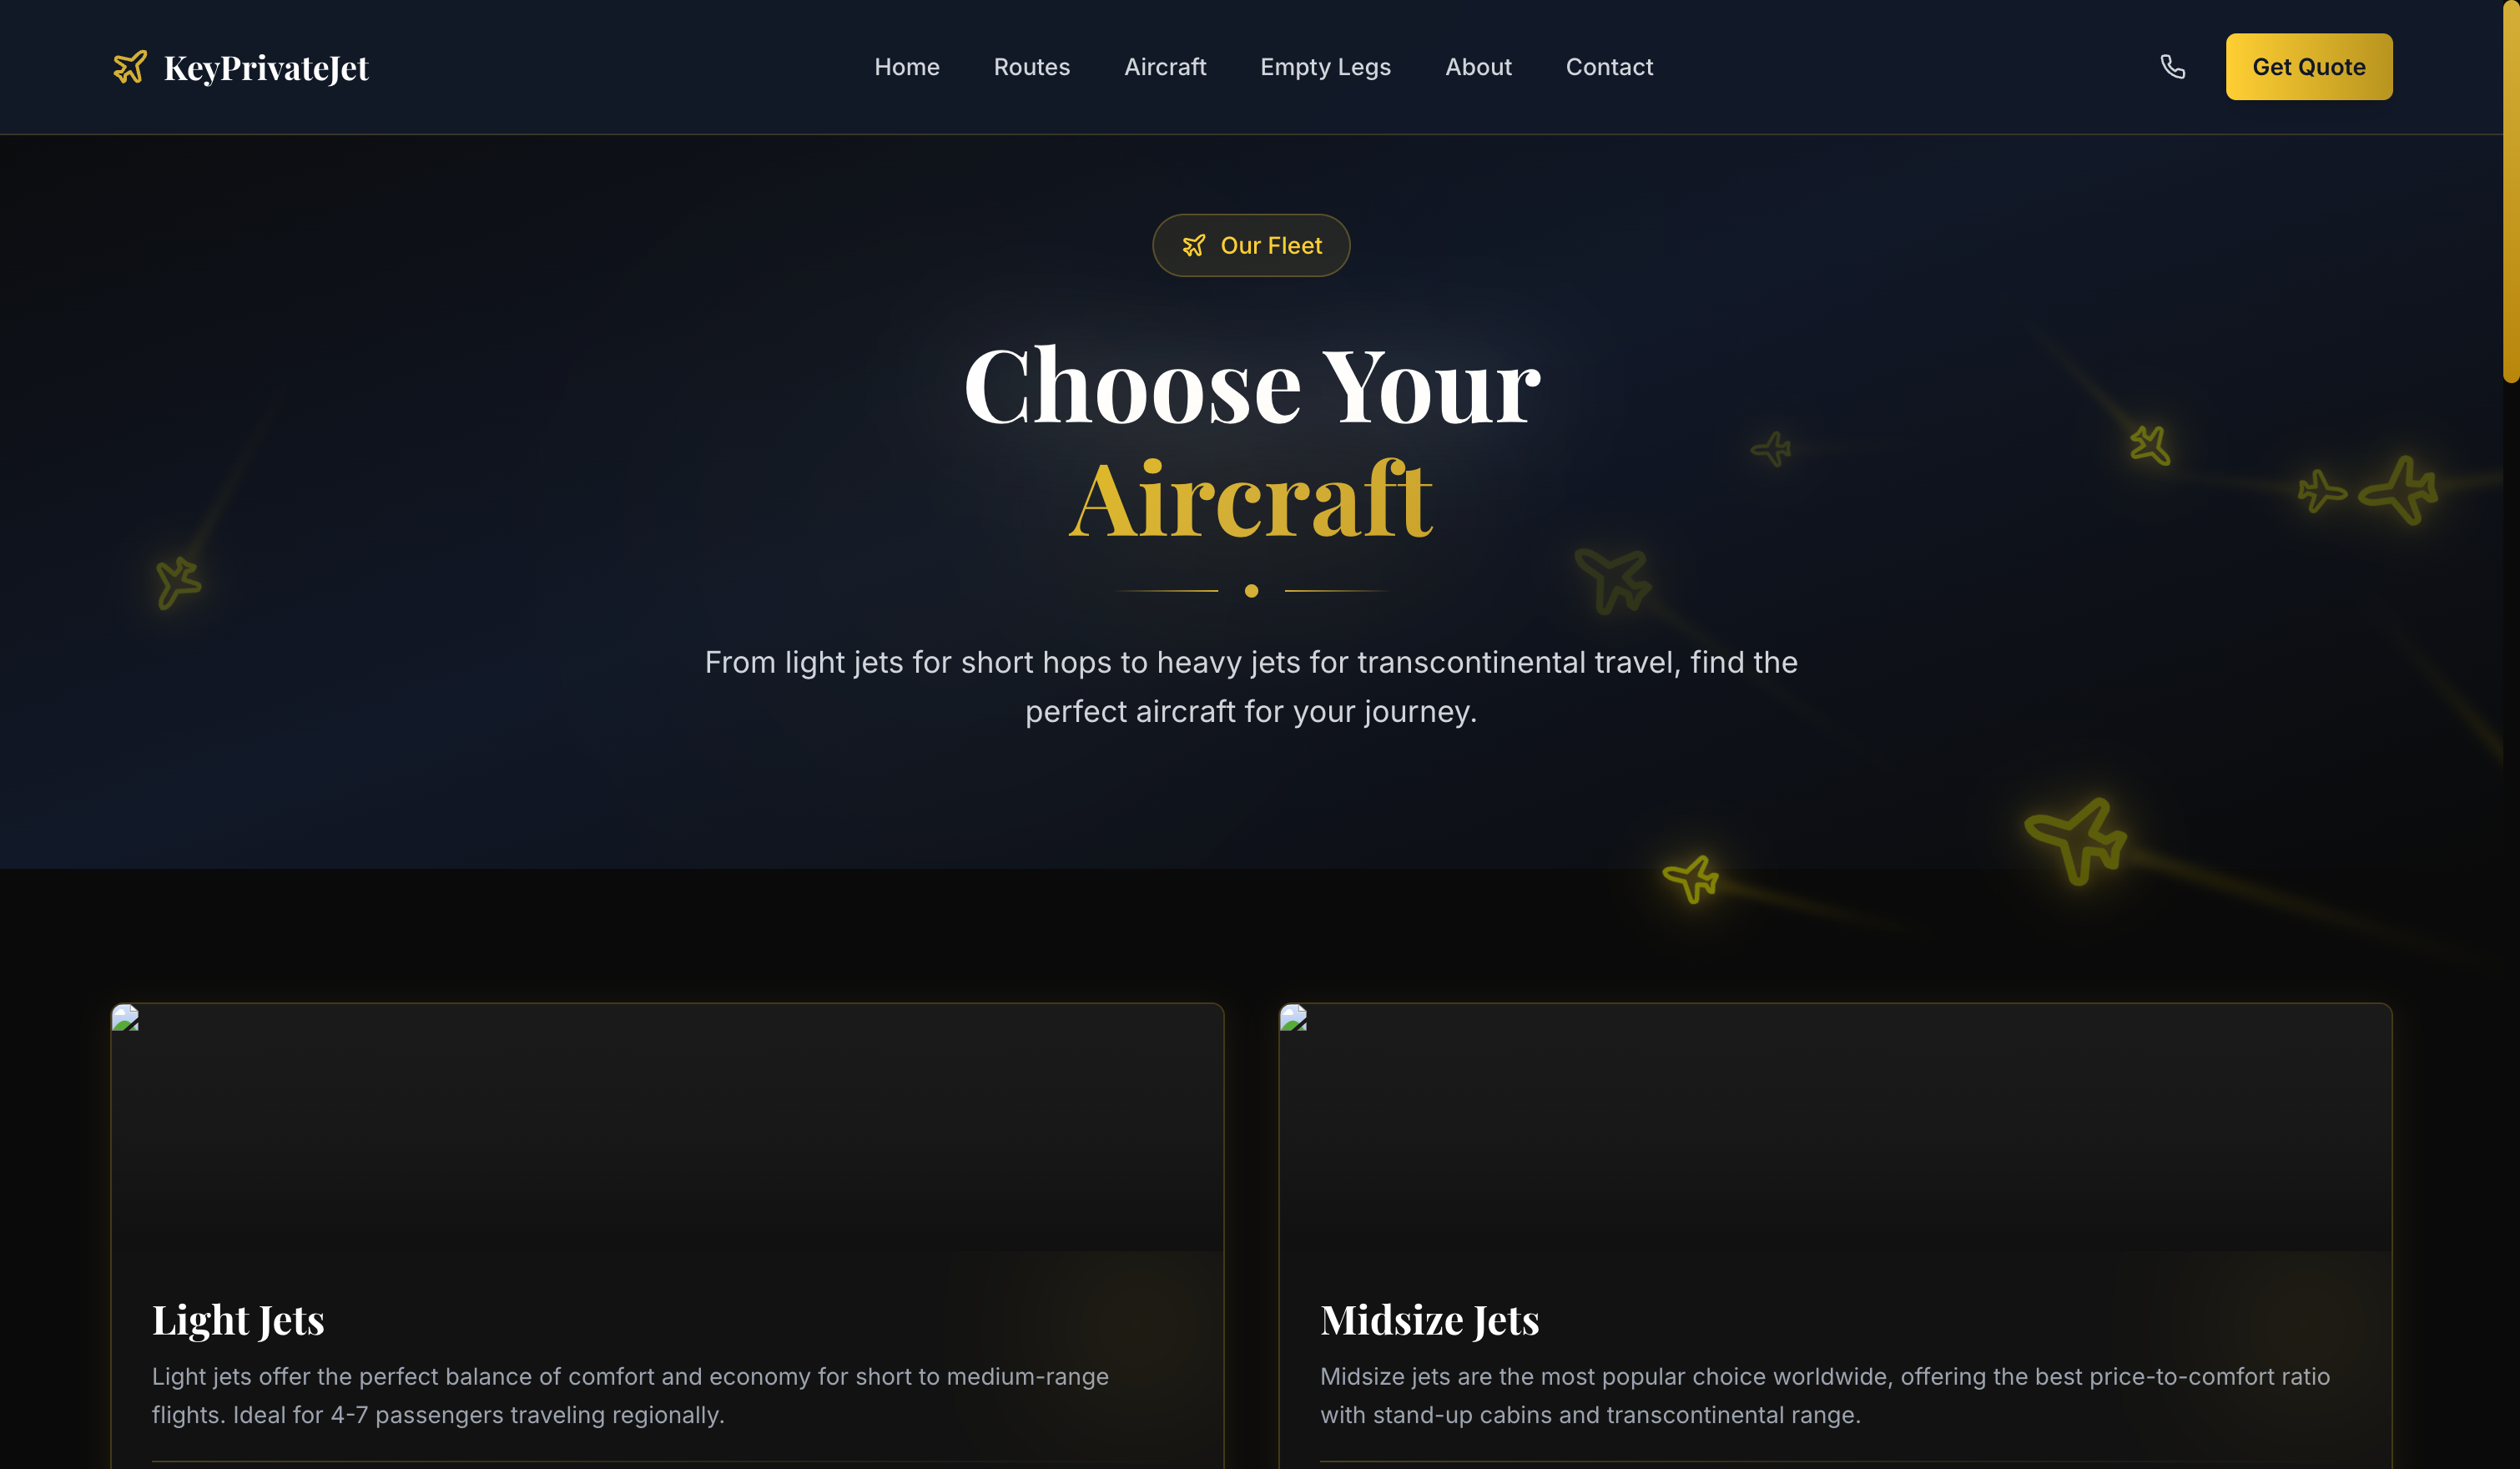 KeyPrivateJet
Home
Routes
Aircraft
Empty Legs
About
Contact
Get Quote
Our Fleet
Choose Your
Aircraft
From light jets for short hops to heavy jets for transcontinental travel, find the
perfect aircraft for your journey.
Light Jets
Light jets offer the perfect balance of comfort and economy for short to medium-range
flights. Ideal for 4-7 passengers traveling regionally.
Midsize Jets
Midsize jets are the most popular choice worldwide, offering the best price-to-comfort ratio
with stand-up cabins and transcontinental range.